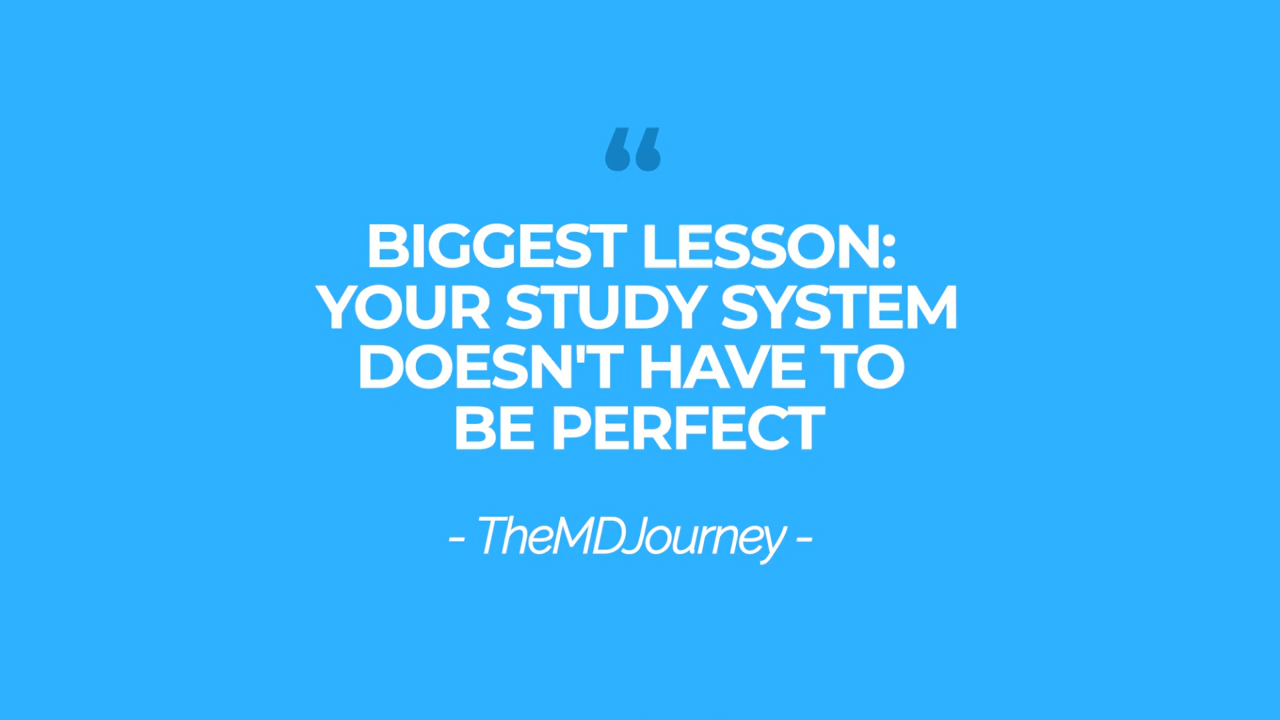 “
BIGGEST LESSON:
YOUR STUDY SYSTEM
DOESN'T HAVE TO
BE PERFECT
- TheMDJourney -